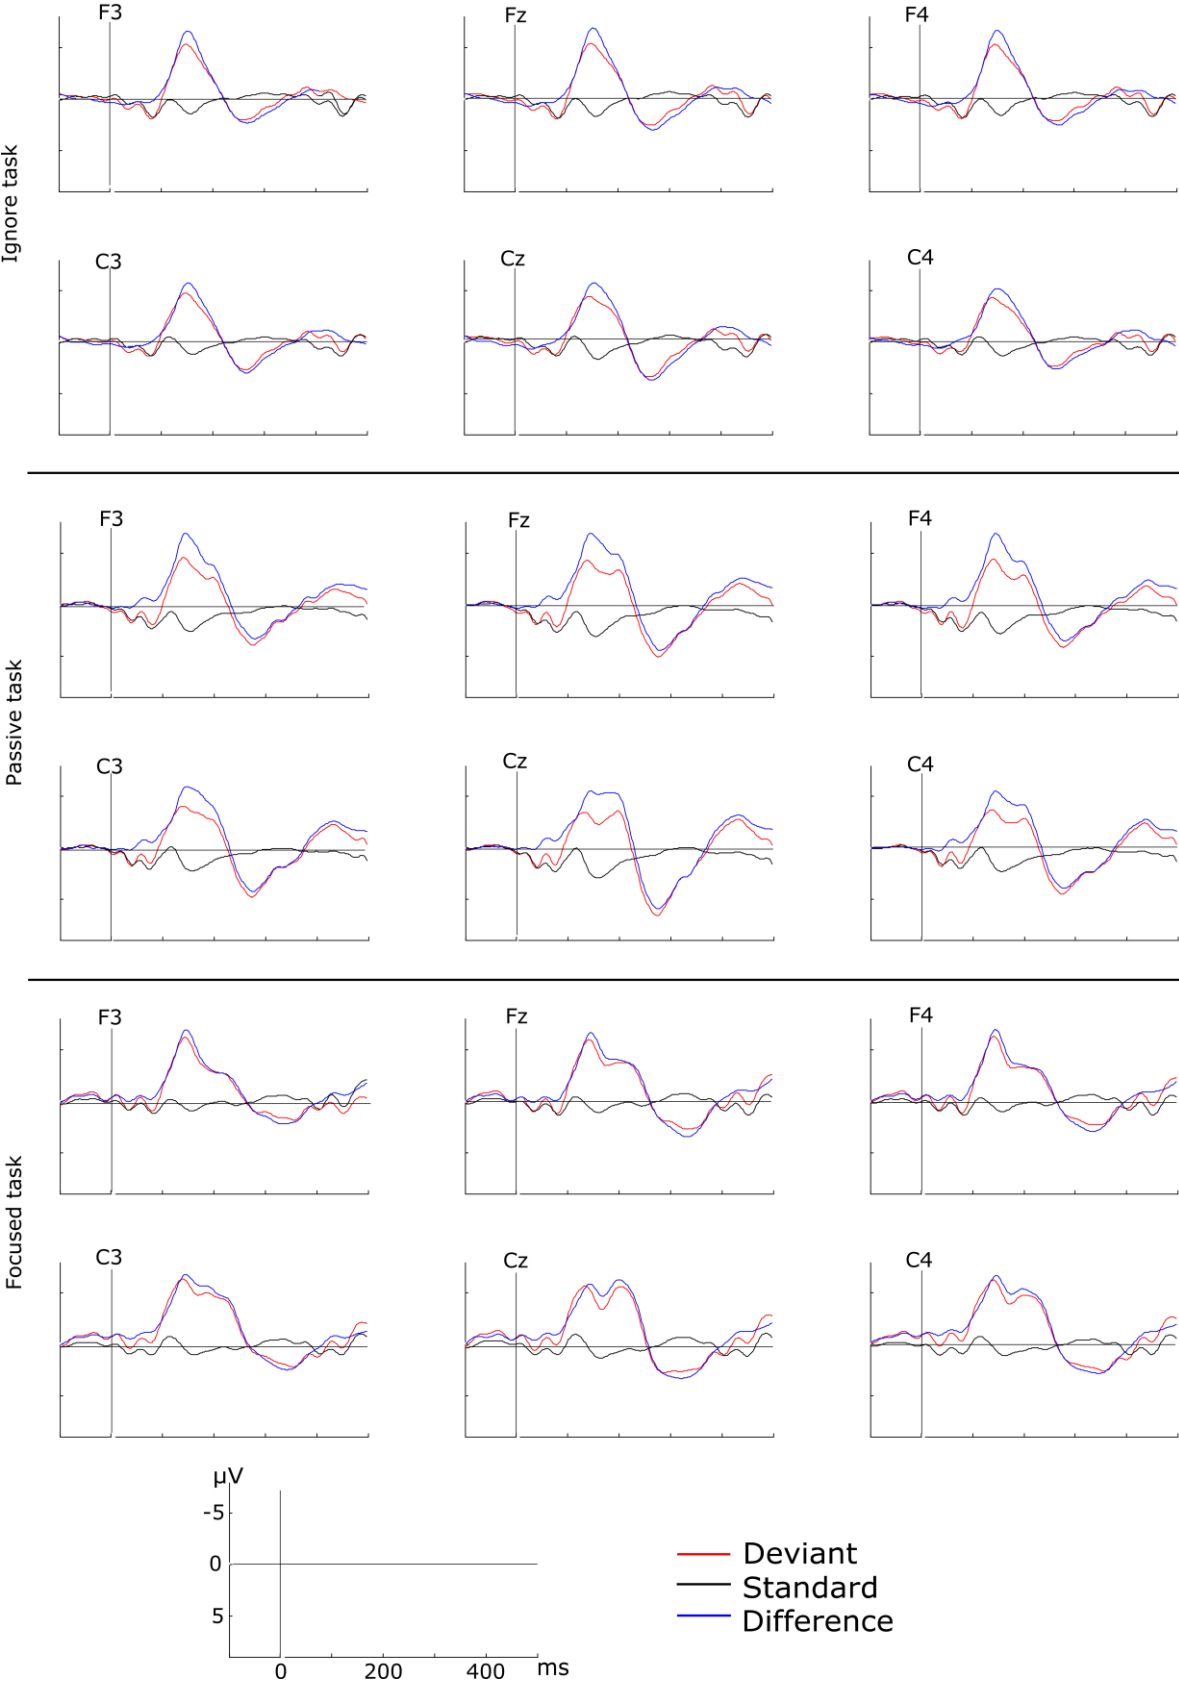 Ignore task
F3
Fz
F4
C3
Cz
C4
Passive task
F3
Fz
F4
C3
Cz
C4
Focused task
F3
Fz
F4
C3
Cz
C4
µV
-5
0
5
0 200 400 ms
Deviant
Standard
Difference